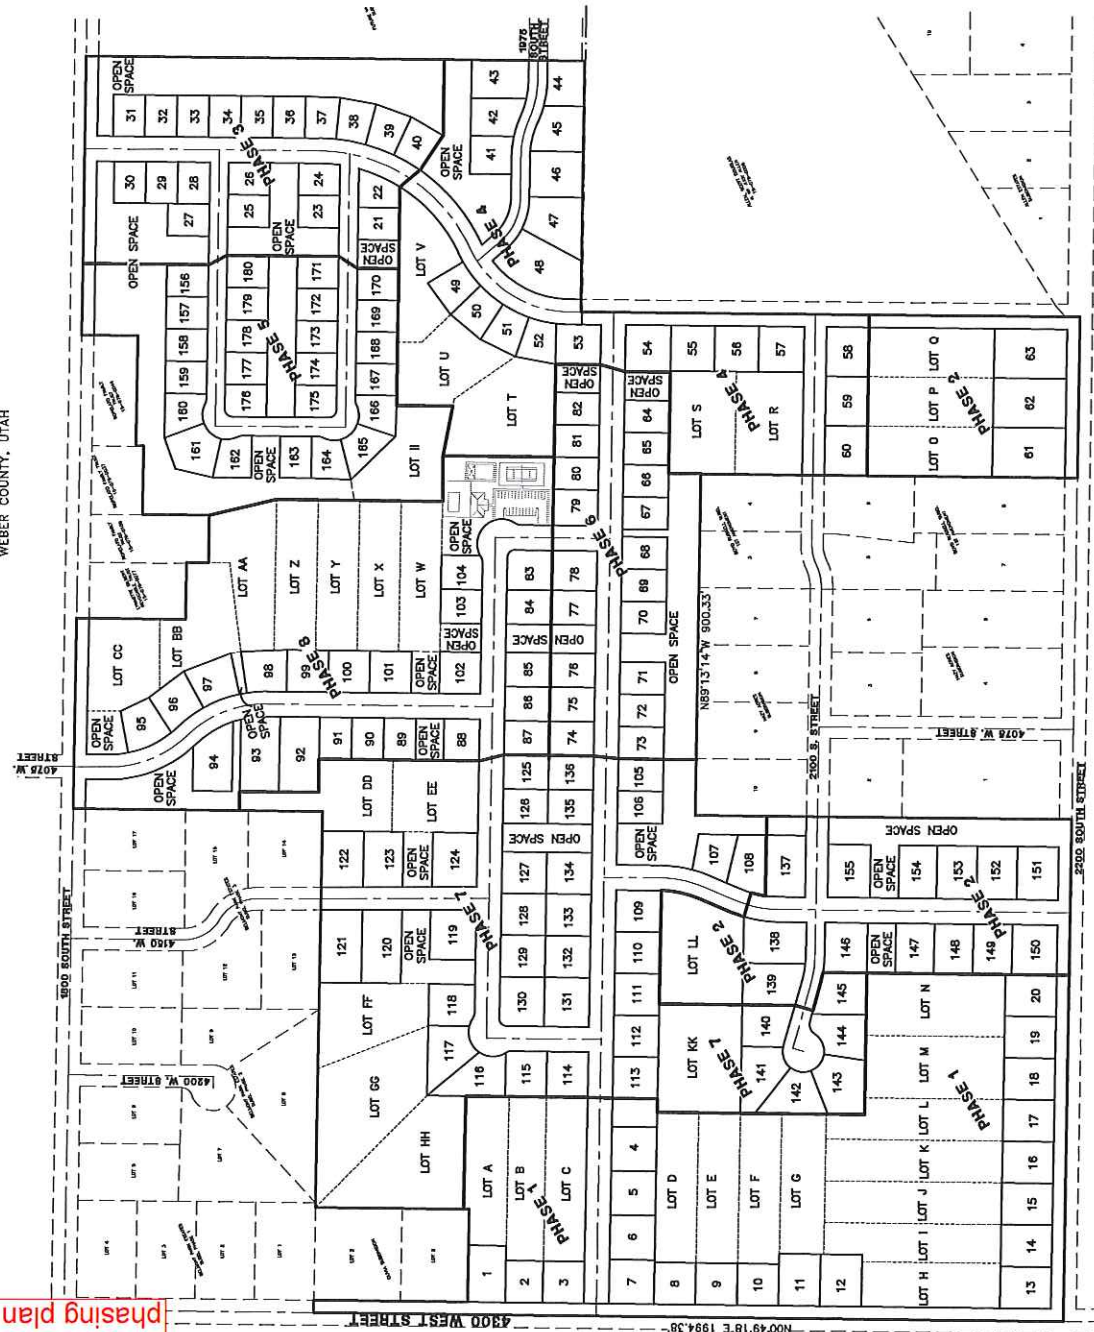 phasing plan
WEBER COUNTY, UTAH
1975
SOUTH
STREET
OPEN
SPACE
31
32
33
34
35
36
37
38
39
40
PHASE 3
OPEN
SPACE
41
42
43
44
45
46
47
48
PHASE 4
30
29
28
27
OPEN SPACE
26
25
24
23
OPEN
SPACE
22
21
OPEN
SPACE
LOT V
OPEN SPACE
156
157
158
159
160
161
162
OPEN
SPACE
163
164
165
166
167
168
169
170
171
172
173
174
175
176
177
178
179
180
PHASE 5
49
50
51
52
53
LOT U
LOT T
LOT II
54
55
56
57
58
59
60
LOT S
LOT R
PHASE 4
LOT Q
LOT P
LOT O
PHASE 2
63
62
61
OPEN
SPACE
OPEN
SPACE
82
81
80
79
78
77
OPEN SPACE
76
75
74
64
65
66
67
68
69
70
71
72
73
OPEN SPACE
PHASE 6
N89°13'14"W 900.33'
LOT AA
LOT Z
LOT Y
LOT X
LOT W
OPEN
SPACE
104
103
OPEN
SPACE
102
OPEN
SPACE
101
100
99
98
PHASE 8
LOT CC
LOT BB
97
96
95
OPEN
SPACE
OPEN
SPACE
94
93
92
91
90
89
OPEN
SPACE
88
OPEN
SPACE
83
84
85
86
87
4075 W.
STREET
4075 W. STREET
2100 S. STREET
2200 SOUTH STREET
1800 SOUTH STREET
4160 W.
STREET
4200 W. STREET
4300 WEST STREET
N00°49'18"E 1994.38'
LOT DD
LOT EE
122
123
OPEN
SPACE
124
125
126
OPEN SPACE
127
128
129
130
136
135
134
133
132
131
105
106
OPEN
SPACE
107
108
137
109
110
111
112
113
121
120
OPEN
SPACE
119
118
117
116
115
114
PHASE 7
LOT FF
LOT GG
LOT HH
LOT LL
PHASE 2
138
139
LOT KK
PHASE 7
140
141
142
143
144
145
146
OPEN
SPACE
147
148
149
150
155
OPEN
SPACE
154
153
152
151
OPEN SPACE
PHASE 2
LOT A
LOT B
LOT C
PHASE 1
1
2
3
4
5
6
7
8
9
10
11
12
LOT D
LOT E
LOT F
LOT G
LOT H
LOT I
LOT J
LOT K
LOT L
LOT M
LOT N
PHASE 1
13
14
15
16
17
18
19
20